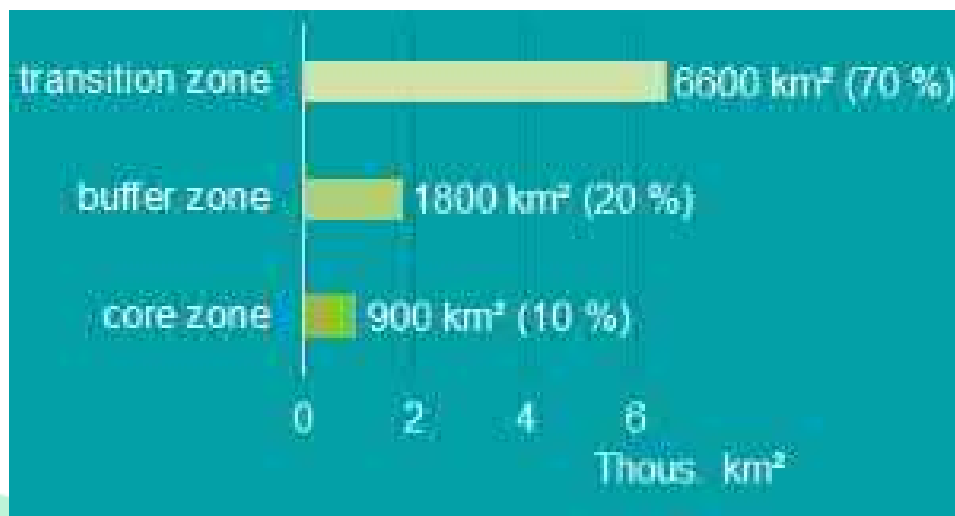 transition zone 6600 km² (70 %)
buffer zone 1800 km² (20 %)
core zone 900 km² (10 %)
0 2 4 6
Thous. km²